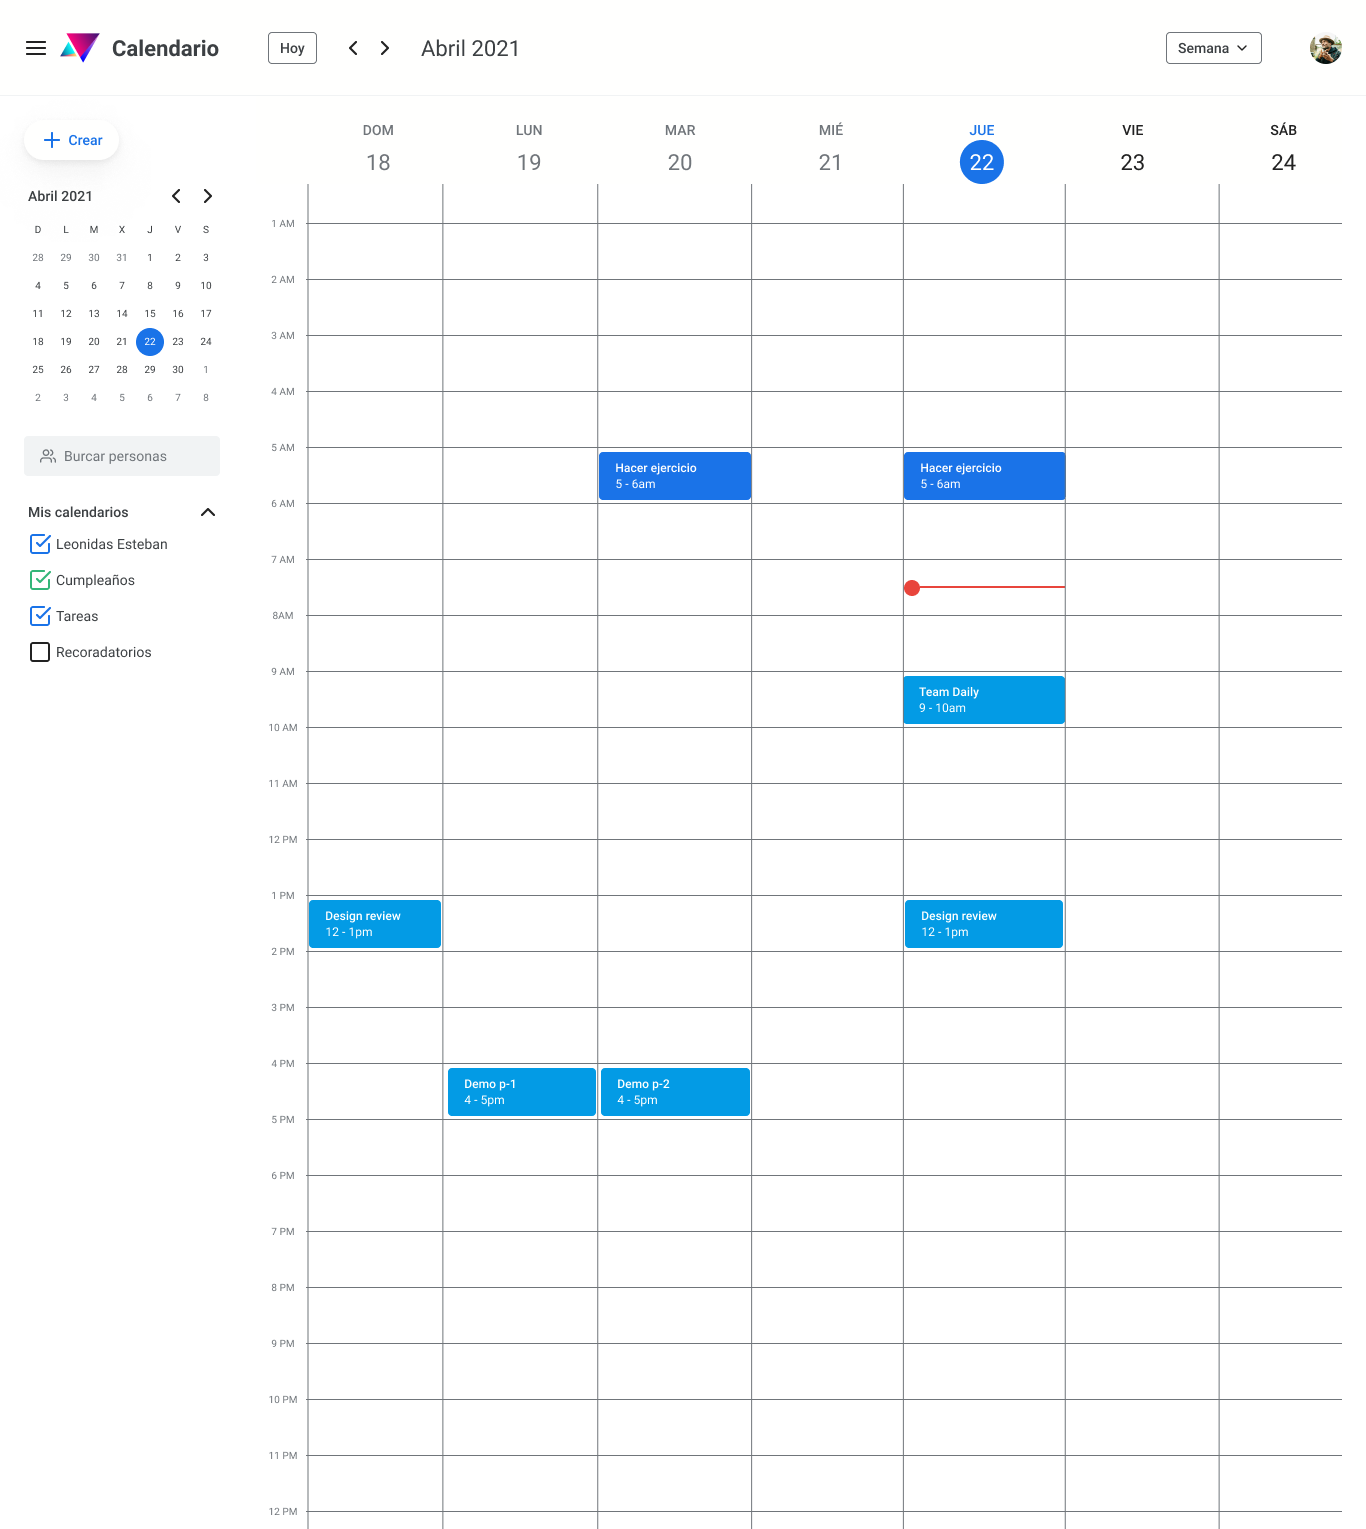 Calendario
Hoy
Abril 2021
Semana
Crear
Abril 2021
D L M X J V S
28 29 30 31 1 2 3
4 5 6 7 8 9 10
11 12 13 14 15 16 17
18 19 20 21 22 23 24
25 26 27 28 29 30 1
2 3 4 5 6 7 8
Burcar personas
Mis calendarios
Leonidas Esteban
Cumpleaños
Tareas
Recoradatorios
DOM LUN MAR MIÉ JUE VIE SÁB
18 19 20 21 22 23 24
1 AM
2 AM
3 AM
4 AM
5 AM
Hacer ejercicio
5 - 6am
Hacer ejercicio
5 - 6am
6 AM
7 AM
8AM
9 AM
Team Daily
9 - 10am
10 AM
11 AM
12 PM
1 PM
Design review
12 - 1pm
Design review
12 - 1pm
2 PM
3 PM
4 PM
Demo p-1
4 - 5pm
Demo p-2
4 - 5pm
5 PM
6 PM
7 PM
8 PM
9 PM
10 PM
11 PM
12 PM